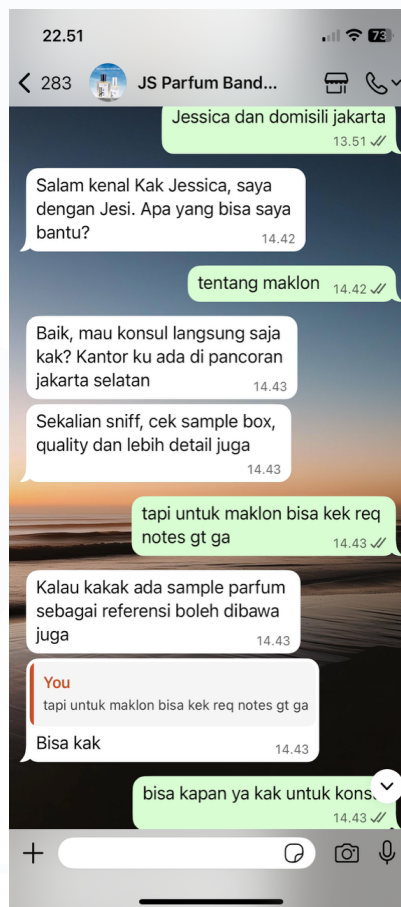 22.51
73
283
JS Parfum Band...
Jessica dan domisili jakarta
13.51
Salam kenal Kak Jessica, saya
dengan Jesi. Apa yang bisa saya
bantu?
14.42
tentang maklon
14.42
Baik, mau konsul langsung saja
kak? Kantor ku ada di pancoran
jakarta selatan
14.43
Sekalian sniff, cek sample box,
quality dan lebih detail juga
14.43
tapi untuk maklon bisa kek req
notes gt ga
14.43
Kalau kakak ada sample parfum
sebagai referensi boleh dibawa
juga
14.43
You
tapi untuk maklon bisa kek req notes gt ga
Bisa kak
14.43
bisa kapan ya kak untuk kons
14.43